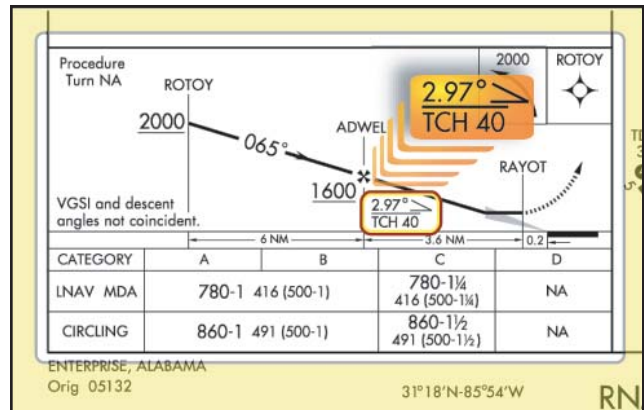 Procedure
Turn NA
ROTOY
2000
065°
ADWEL
1600
2.97°
TCH 40
2.97°
TCH 40
2000
ROTOY
RAYOT
VGSI and descent
angles not coincident.
6 NM
3.6 NM
0.2
CATEGORY A B C D
LNAV MDA 780-1 416 (500-1) 780-1¼ NA
416 (500-1¼)
CIRCLING 860-1 491 (500-1) 860-1½ NA
491 (500-1½)
ENTERPRISE, ALABAMA
Orig 05132
31°18'N-85°54'W
RN